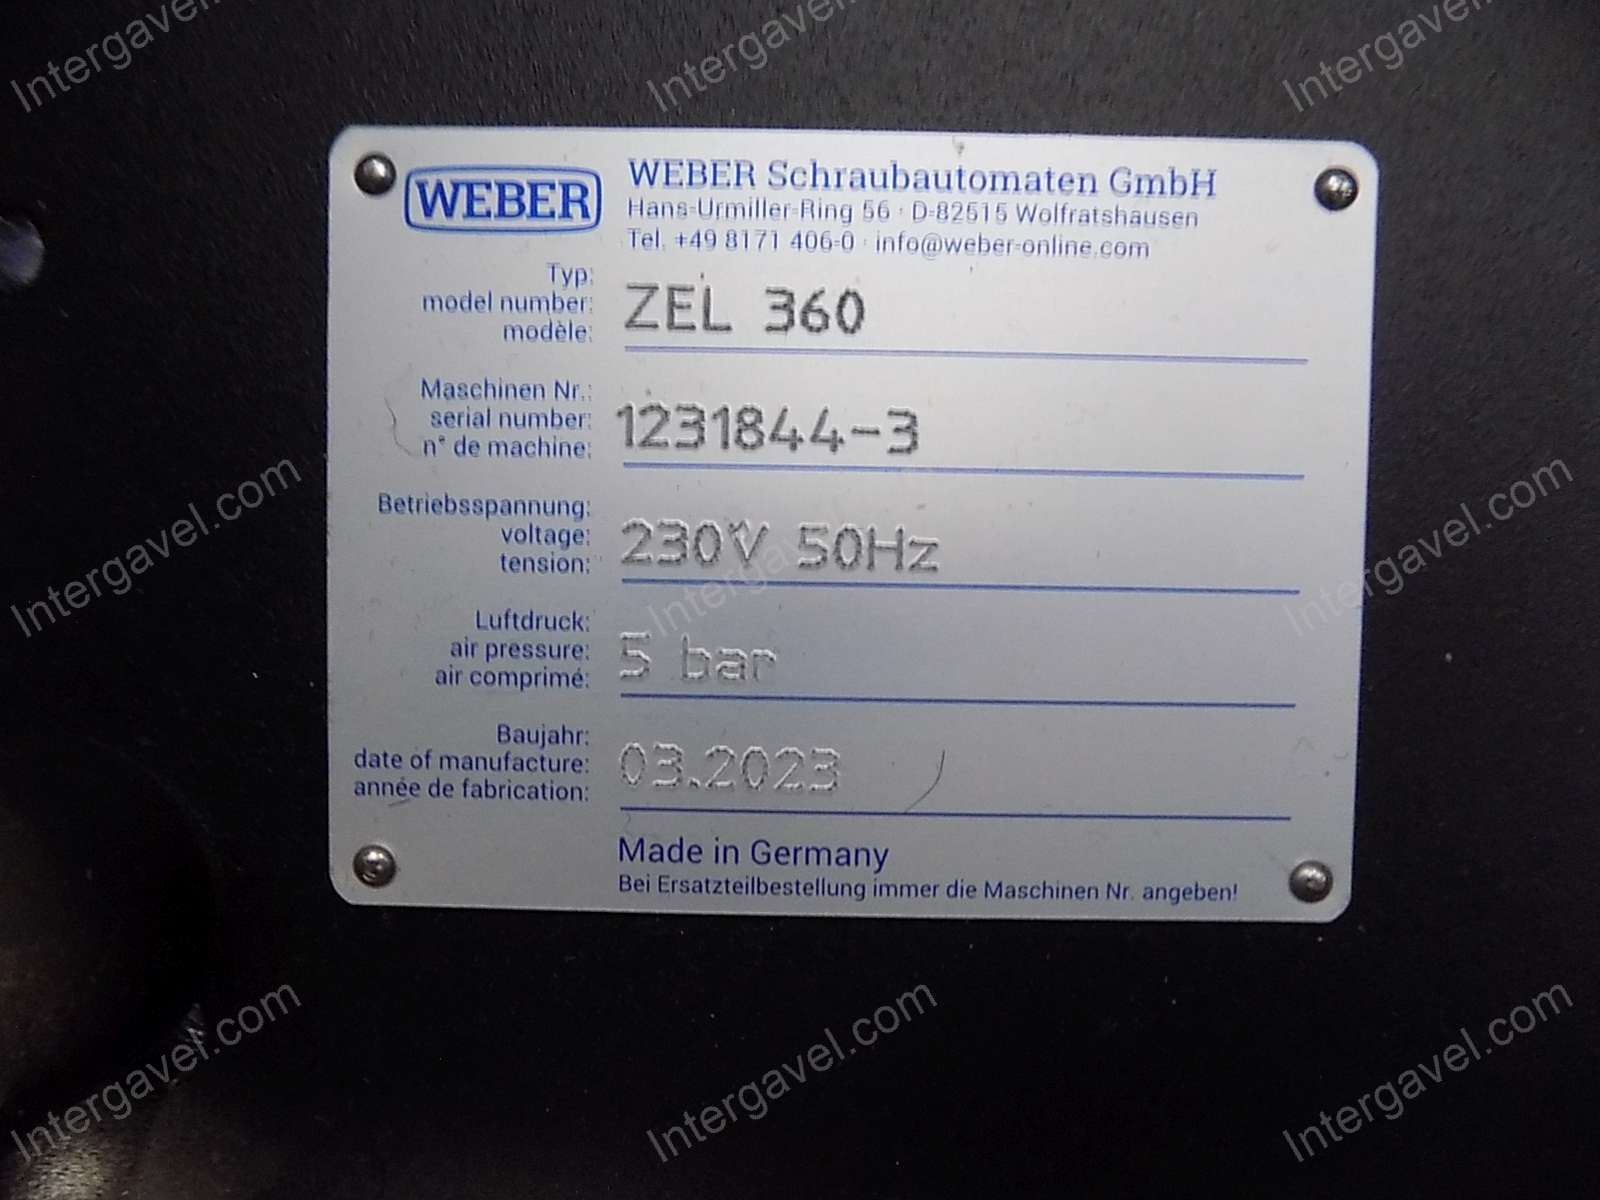 WEBER
WEBER Schraubautomaten GmbH
Hans-Urmiller-Ring 56 · D-82515 Wolfratshausen
Tel. +49 8171 406-0 · info@weber-online.com
Typ:
model number: ZEL 360
modèle:
Maschinen Nr.:
serial number: 1231844-3
n° de machine:
Betriebsspannung:
voltage: 230V 50Hz
tension:
Luftdruck:
air pressure: 5 bar
air comprimé:
Baujahr:
date of manufacture: 03.2023
année de fabrication:
Made in Germany
Bei Ersatzteilbestellung immer die Maschinen Nr. angeben!
Intergavel.com
Intergavel.com
Intergavel.com
Intergavel.com
Intergavel.com
Intergavel.com
Intergavel.com
Intergavel.com
Intergavel.com